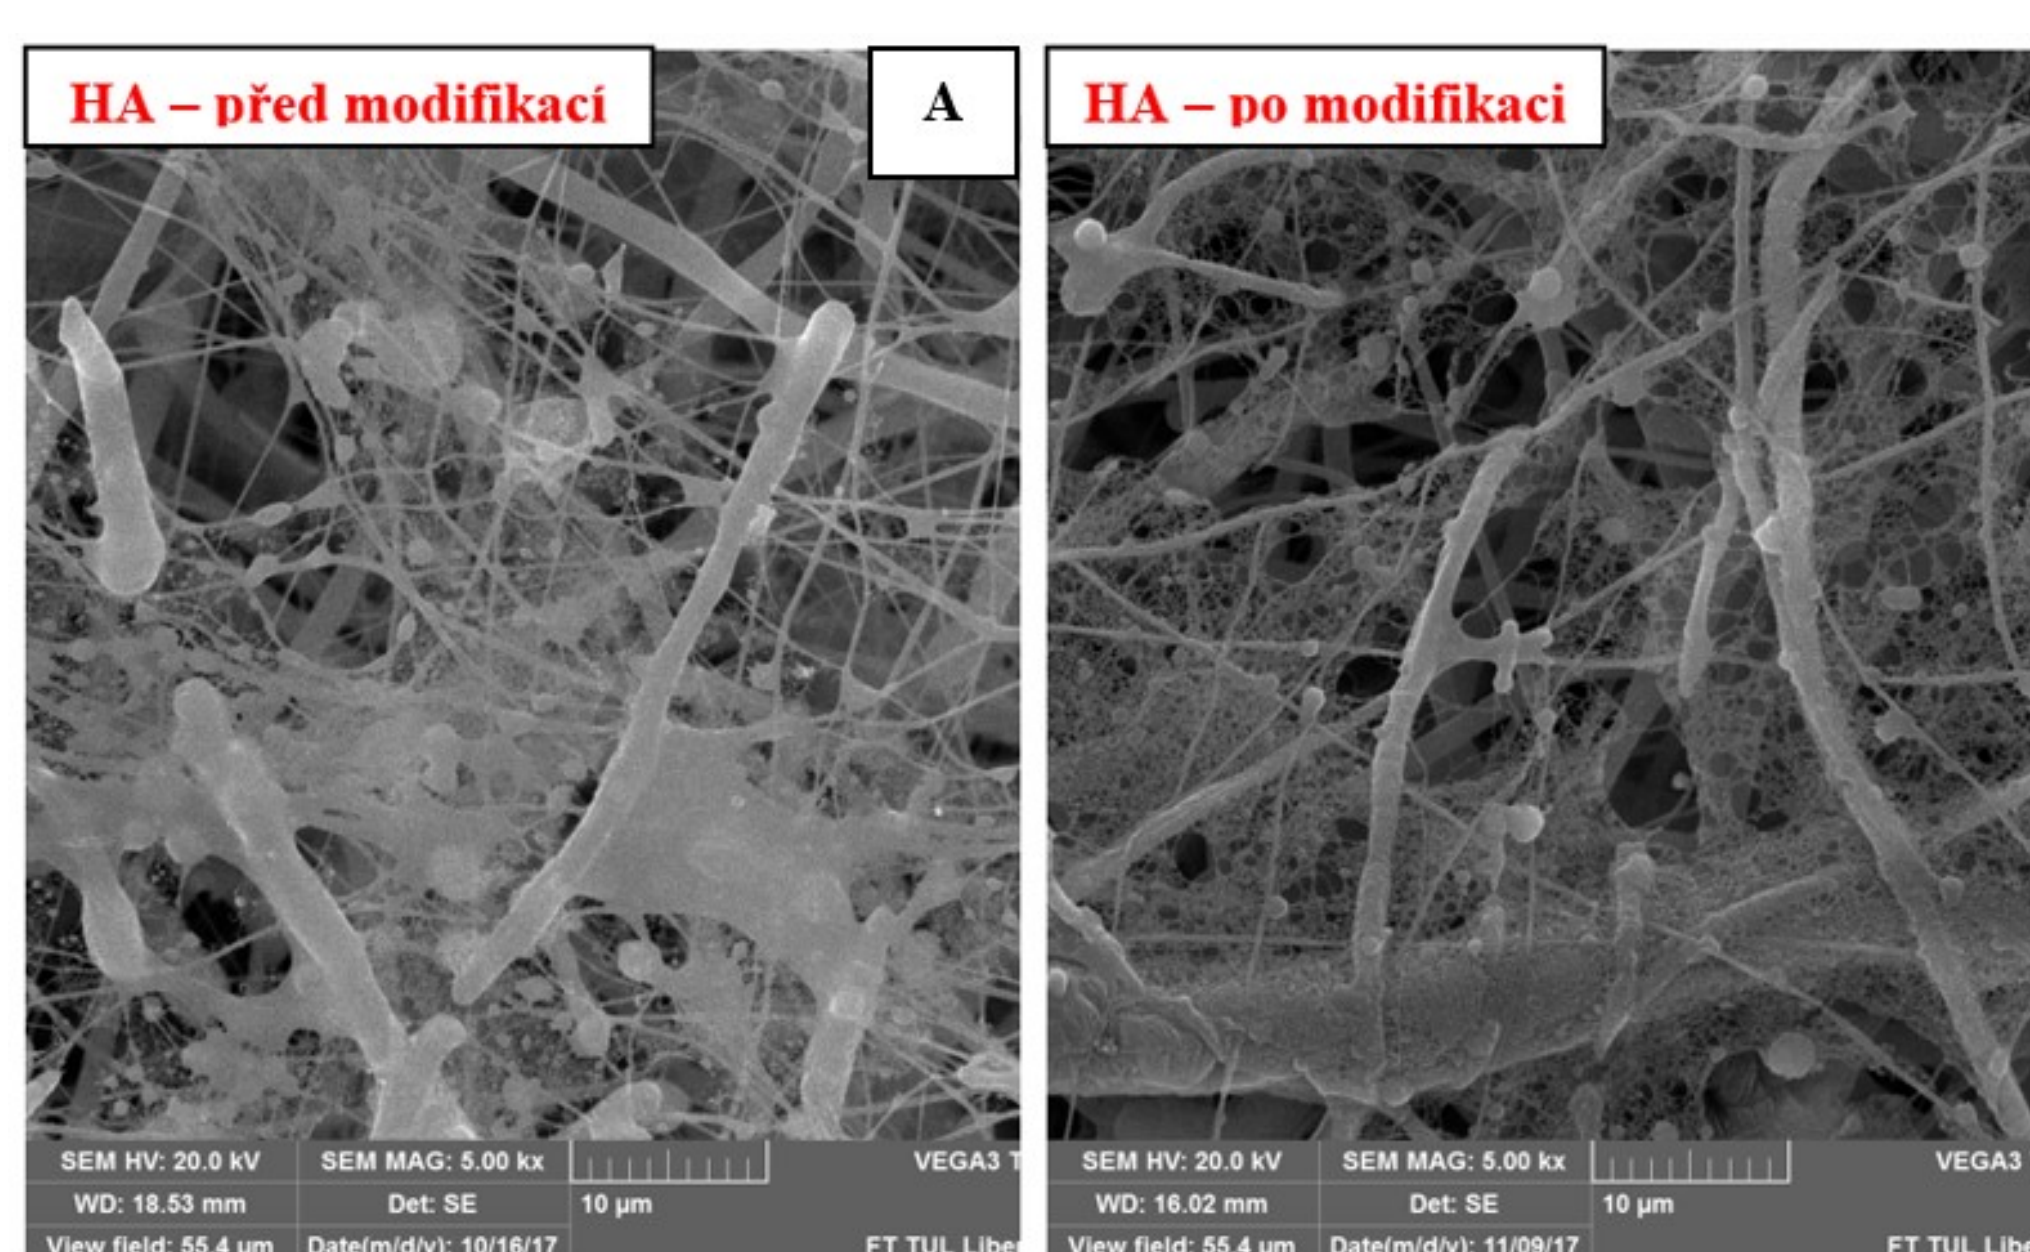 HA – před modifikací
A
HA – po modifikaci
SEM HV: 20.0 kV
SEM MAG: 5.00 kx
VEGA3
WD: 18.53 mm
Det: SE
10 µm
View field: 55.4 µm
Date(m/d/y): 10/16/17
FT TUL
SEM HV: 20.0 kV
SEM MAG: 5.00 kx
VEGA3
WD: 16.02 mm
Det: SE
10 µm
View field: 55.4 µm
Date(m/d/y): 11/09/17
FT TUL